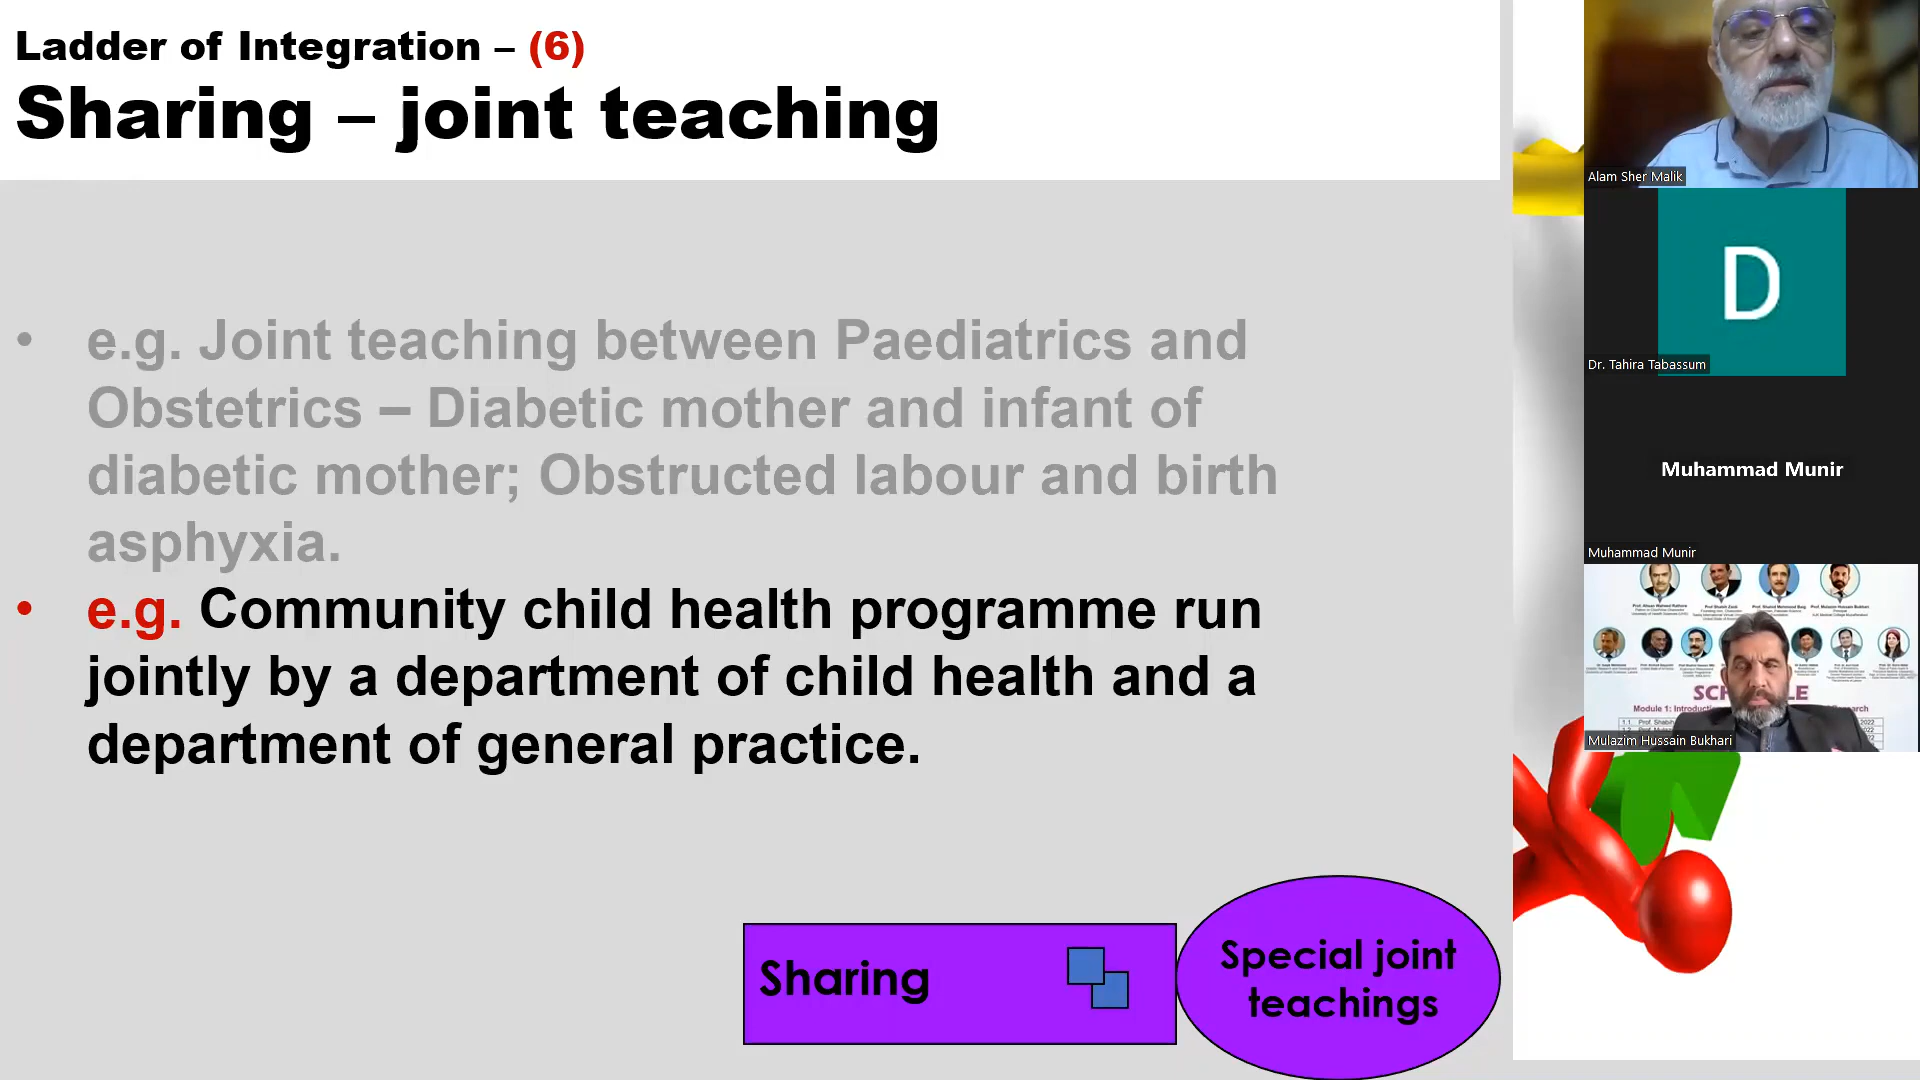 Ladder of Integration – (6)
Sharing – joint teaching
• e.g. Joint teaching between Paediatrics and
Obstetrics – Diabetic mother and infant of
diabetic mother; Obstructed labour and birth
asphyxia.
• e.g. Community child health programme run
jointly by a department of child health and a
department of general practice.
Sharing
Special joint
teachings
Alam Sher Malik
D
Dr. Tahira Tabassum
Muhammad Munir
Muhammad Munir
Module 1:
Mulazim Hussain Bukhari